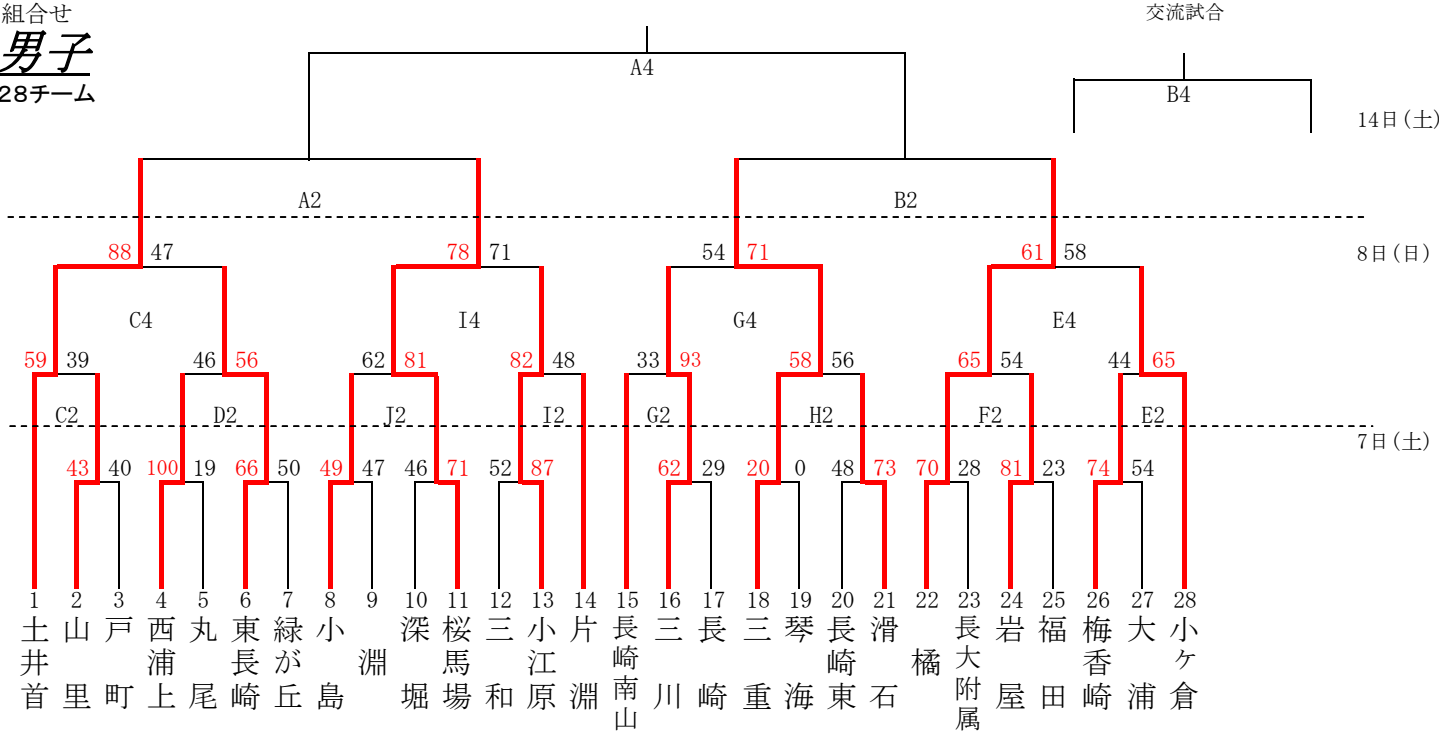 組合せ
交流試合
男子
28チーム
A4
B4
14日(土)
A2
B2
88 47
78 71
54 71
61 58
8日(日)
C4
I4
G4
E4
59 39
46 56
62 81
82 48
33 93
58 56
65 54
44 65
C2
D2
J2
I2
G2
H2
F2
E2
7日(土)
43 40
100 19
66 50
49 47
46 71
52 87
62 29
20 0
48 73
70 28
81 23
74 54
1 2 3 4 5 6 7 8 9 10 11 12 13 14 15 16 17 18 19 20 21 22 23 24 25 26 27 28
土井首
山里
戸町
西浦上
丸尾
東長崎
緑が丘
小島
淵
深堀
桜馬場
三和
小江原
片淵
長崎南山
三川
長崎
三重
琴海
長崎東
滑石
橘
長大附属
岩屋
福田
梅香崎
大浦
小ケ倉